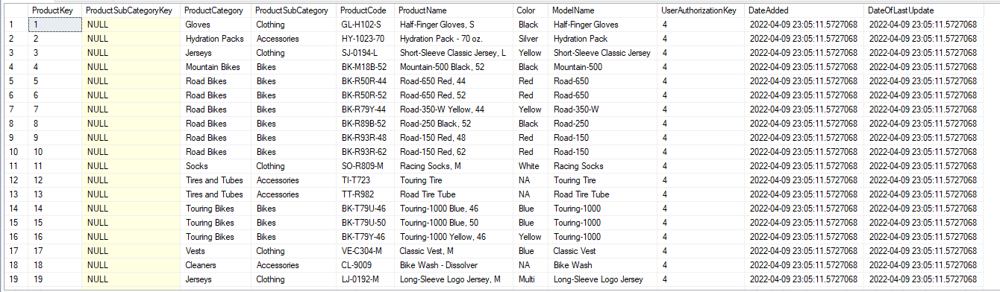 ProductKey ProductSubCategoryKey ProductCategory ProductSubCategory ProductCode ProductName Color ModelName UserAuthorizationKey DateAdded DateOfLastUpdate
1 1 NULL Gloves Clothing GL-H102-S Half-Finger Gloves, S Black Half-Finger Gloves 4 2022-04-09 23:05:11.5727068 2022-04-09 23:05:11.5727068
2 2 NULL Hydration Packs Accessories HY-1023-70 Hydration Pack - 70 oz. Silver Hydration Pack 4 2022-04-09 23:05:11.5727068 2022-04-09 23:05:11.5727068
3 3 NULL Jerseys Clothing SJ-0194-L Short-Sleeve Classic Jersey, L Yellow Short-Sleeve Classic Jersey 4 2022-04-09 23:05:11.5727068 2022-04-09 23:05:11.5727068
4 4 NULL Mountain Bikes Bikes BK-M18B-52 Mountain-500 Black, 52 Black Mountain-500 4 2022-04-09 23:05:11.5727068 2022-04-09 23:05:11.5727068
5 5 NULL Road Bikes Bikes BK-R50R-44 Road-650 Red, 44 Red Road-650 4 2022-04-09 23:05:11.5727068 2022-04-09 23:05:11.5727068
6 6 NULL Road Bikes Bikes BK-R50R-52 Road-650 Red, 52 Red Road-650 4 2022-04-09 23:05:11.5727068 2022-04-09 23:05:11.5727068
7 7 NULL Road Bikes Bikes BK-R79Y-44 Road-350-W Yellow, 44 Yellow Road-350-W 4 2022-04-09 23:05:11.5727068 2022-04-09 23:05:11.5727068
8 8 NULL Road Bikes Bikes BK-R89B-52 Road-250 Black, 52 Black Road-250 4 2022-04-09 23:05:11.5727068 2022-04-09 23:05:11.5727068
9 9 NULL Road Bikes Bikes BK-R93R-48 Road-150 Red, 48 Red Road-150 4 2022-04-09 23:05:11.5727068 2022-04-09 23:05:11.5727068
10 10 NULL Road Bikes Bikes BK-R93R-62 Road-150 Red, 62 Red Road-150 4 2022-04-09 23:05:11.5727068 2022-04-09 23:05:11.5727068
11 11 NULL Socks Clothing SO-R809-M Racing Socks, M White Racing Socks 4 2022-04-09 23:05:11.5727068 2022-04-09 23:05:11.5727068
12 12 NULL Tires and Tubes Accessories TI-T723 Touring Tire NA Touring Tire 4 2022-04-09 23:05:11.5727068 2022-04-09 23:05:11.5727068
13 13 NULL Tires and Tubes Accessories TT-R982 Road Tire Tube NA Road Tire Tube 4 2022-04-09 23:05:11.5727068 2022-04-09 23:05:11.5727068
14 14 NULL Touring Bikes Bikes BK-T79U-46 Touring-1000 Blue, 46 Blue Touring-1000 4 2022-04-09 23:05:11.5727068 2022-04-09 23:05:11.5727068
15 15 NULL Touring Bikes Bikes BK-T79U-50 Touring-1000 Blue, 50 Blue Touring-1000 4 2022-04-09 23:05:11.5727068 2022-04-09 23:05:11.5727068
16 16 NULL Touring Bikes Bikes BK-T79Y-46 Touring-1000 Yellow, 46 Yellow Touring-1000 4 2022-04-09 23:05:11.5727068 2022-04-09 23:05:11.5727068
17 17 NULL Vests Clothing VE-C304-M Classic Vest, M Blue Classic Vest 4 2022-04-09 23:05:11.5727068 2022-04-09 23:05:11.5727068
18 18 NULL Cleaners Accessories CL-9009 Bike Wash - Dissolver NA Bike Wash 4 2022-04-09 23:05:11.5727068 2022-04-09 23:05:11.5727068
19 19 NULL Jerseys Clothing LJ-0192-M Long-Sleeve Logo Jersey, M Multi Long-Sleeve Logo Jersey 4 2022-04-09 23:05:11.5727068 2022-04-09 23:05:11.5727068